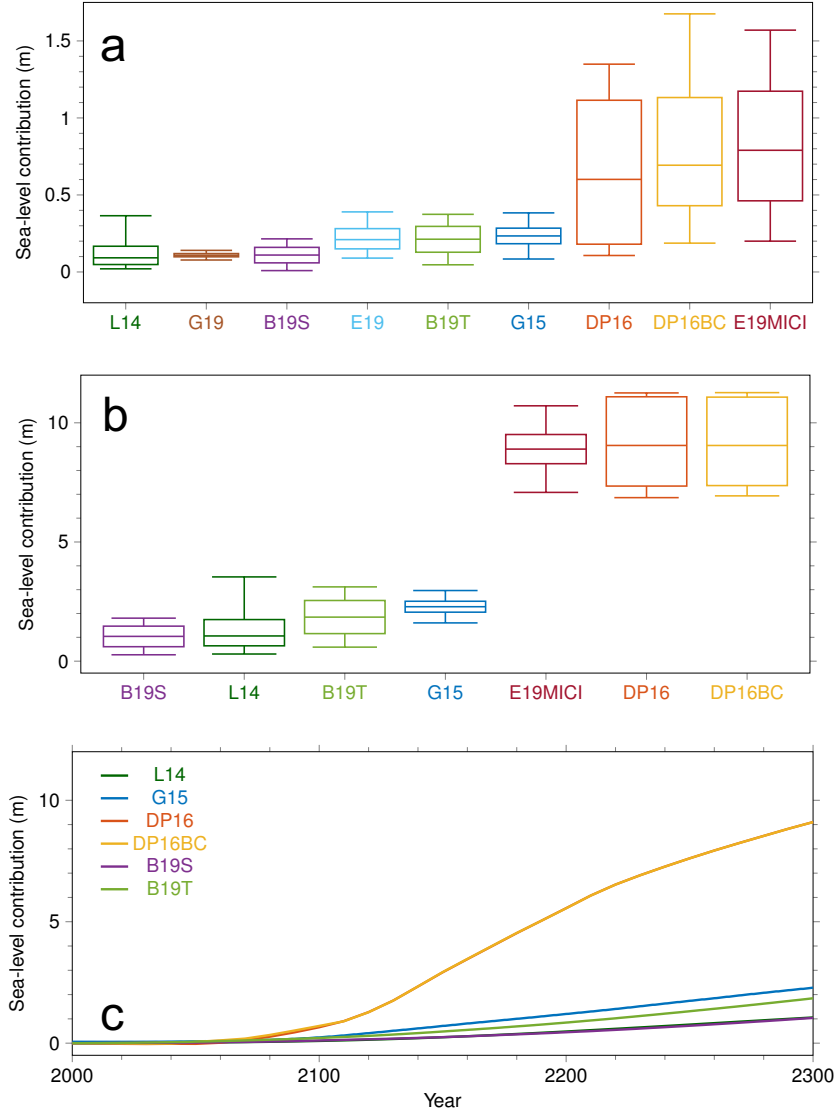 a
Sea-level contribution (m)
1.5
1
0.5
0
L14 G19 B19S E19 B19T G15 DP16 DP16BC E19MICI
b
Sea-level contribution (m)
10
5
0
B19S L14 B19T G15 E19MICI DP16 DP16BC
c
Sea-level contribution (m)
10
5
0
L14
G15
DP16
DP16BC
B19S
B19T
2000 2100 2200 2300
Year